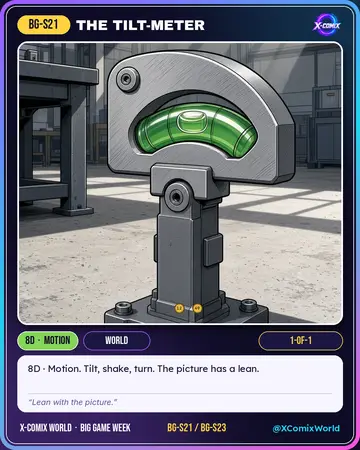 BG-S21 THE TILT-METER
X-COMIX
8D · MOTION WORLD 1-OF-1
8D · Motion. Tilt, shake, turn. The picture has a lean.
“Lean with the picture.”
X-COMIX WORLD · BIG GAME WEEK BG-S21 / BG-S23 @XComixWorld